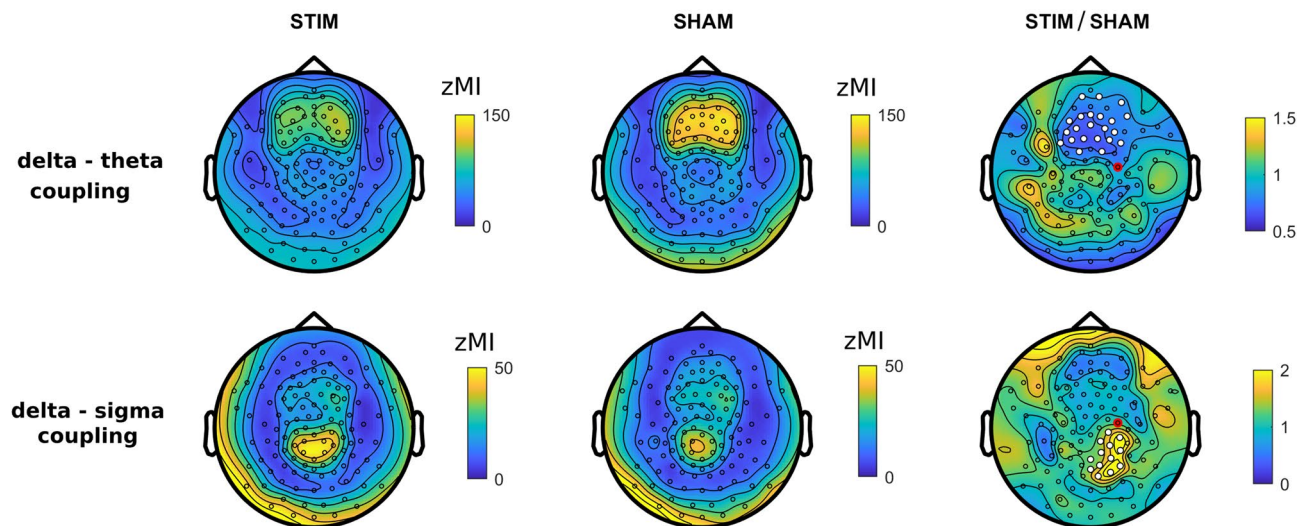 STIM
SHAM
STIM / SHAM
delta - theta
coupling
zMI
150
0
zMI
150
0
1.5
1
0.5
delta - sigma
coupling
zMI
50
0
zMI
50
0
2
1
0